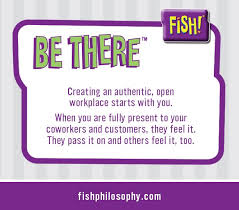 FiSH!
BE THERE™
Creating an authentic, open
workplace starts with you.
When you are fully present to your
coworkers and customers, they feel it.
They pass it on and others feel it, too.
fishphilosophy.com